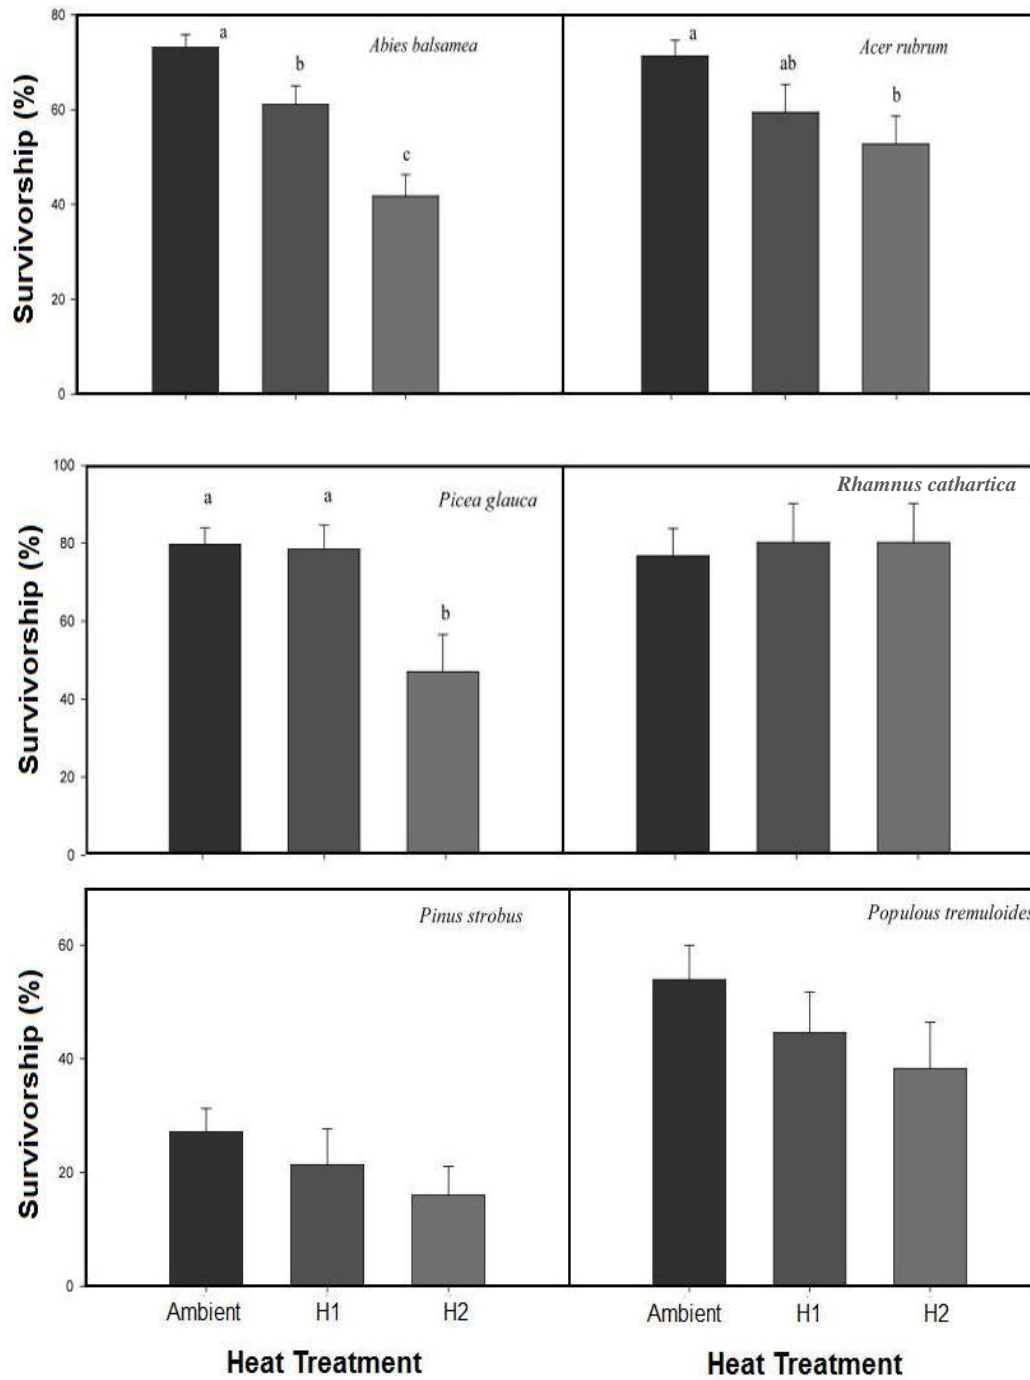 80
60
40
20
0
Survivorship (%)
Abies balsamea
a
b
c
Acer rubrum
a
ab
b
100
80
60
40
20
0
Survivorship (%)
Picea glauca
a
a
b
Rhamnus cathartica
60
40
20
0
Survivorship (%)
Pinus strobus
Populous tremuloides
Ambient H1 H2
Ambient H1 H2
Heat Treatment
Heat Treatment